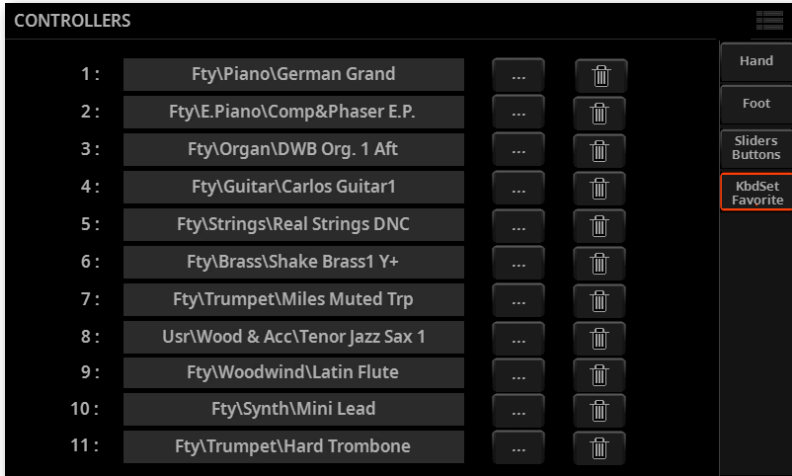 CONTROLLERS
1 : Fty\Piano\German Grand ...
2 : Fty\E.Piano\Comp&Phaser E.P. ...
3 : Fty\Organ\DWB Org. 1 Aft ...
4 : Fty\Guitar\Carlos Guitar1 ...
5 : Fty\Strings\Real Strings DNC ...
6 : Fty\Brass\Shake Brass1 Y+ ...
7 : Fty\Trumpet\Miles Muted Trp ...
8 : Usr\Wood & Acc\Tenor Jazz Sax 1 ...
9 : Fty\Woodwind\Latin Flute ...
10 : Fty\Synth\Mini Lead ...
11 : Fty\Trumpet\Hard Trombone ...
Hand
Foot
Sliders
Buttons
KbdSet
Favorite